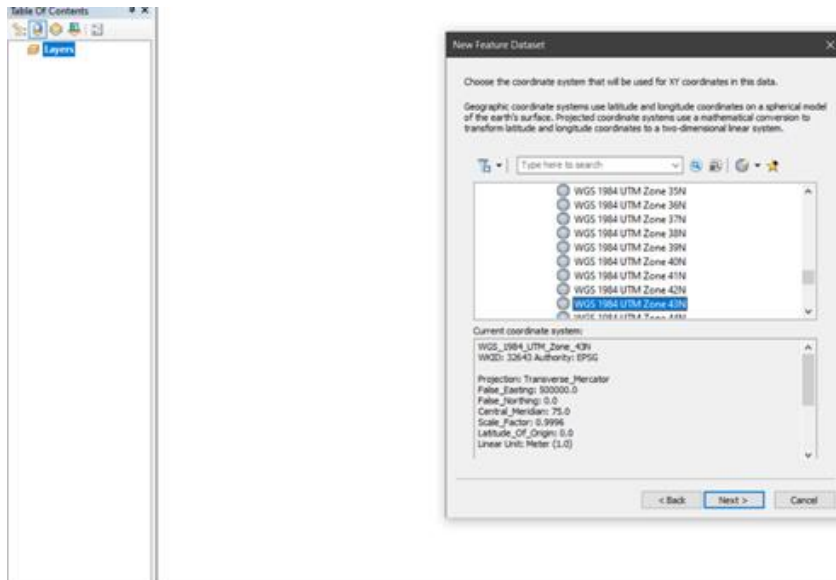 Table Of Contents
Layers
New Feature Dataset
Choose the coordinate system that will be used for XY coordinates in this data.
Geographic coordinate systems use latitude and longitude coordinates on a spherical model
of the earth's surface. Projected coordinate systems use a mathematical conversion to
transform latitude and longitude coordinates to a two-dimensional linear system.
Type here to search
WGS 1984 UTM Zone 35N
WGS 1984 UTM Zone 36N
WGS 1984 UTM Zone 37N
WGS 1984 UTM Zone 38N
WGS 1984 UTM Zone 39N
WGS 1984 UTM Zone 40N
WGS 1984 UTM Zone 41N
WGS 1984 UTM Zone 42N
WGS 1984 UTM Zone 43N
WGS 1984 UTM Zone 44N
Current coordinate system:
WGS_1984_UTM_Zone_43N
WKID: 32643 Authority: EPSG
Projection: Transverse_Mercator
False_Easting: 500000.0
False_Northing: 0.0
Central_Meridian: 75.0
Scale_Factor: 0.9996
Latitude_Of_Origin: 0.0
Linear Unit: Meter (1.0)
< Back Next > Cancel